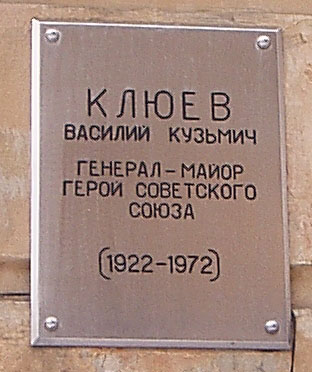 КЛЮЕВ
ВАСИЛИЙ КУЗЬМИЧ
ГЕНЕРАЛ-МАЙОР
ГЕРОЙ СОВЕТСКОГО
СОЮЗА
(1922-1972)